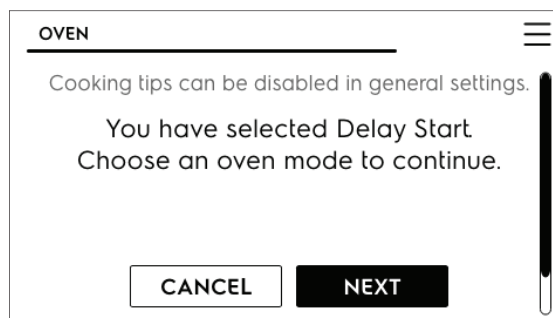 OVEN
Cooking tips can be disabled in general settings.
You have selected Delay Start.
Choose an oven mode to continue.
CANCEL
NEXT